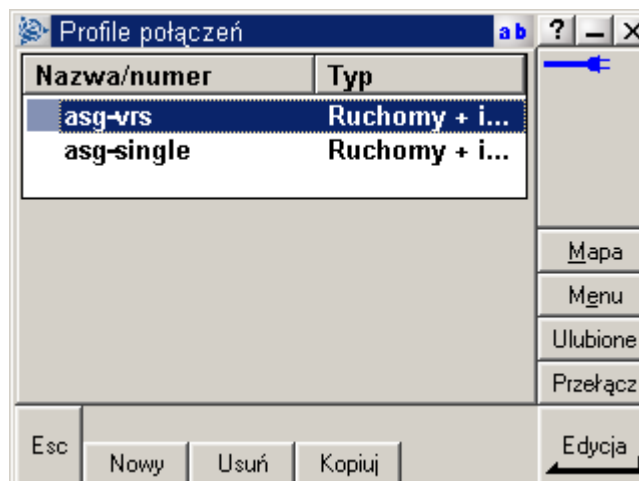 Profile połączeń ab ? – X
Nazwa/numer Typ
asg-vrs Ruchomy + i...
asg-single Ruchomy + i...
Mapa
Menu
Ulubione
Przełącz
Esc Nowy Usuń Kopiuj Edycja